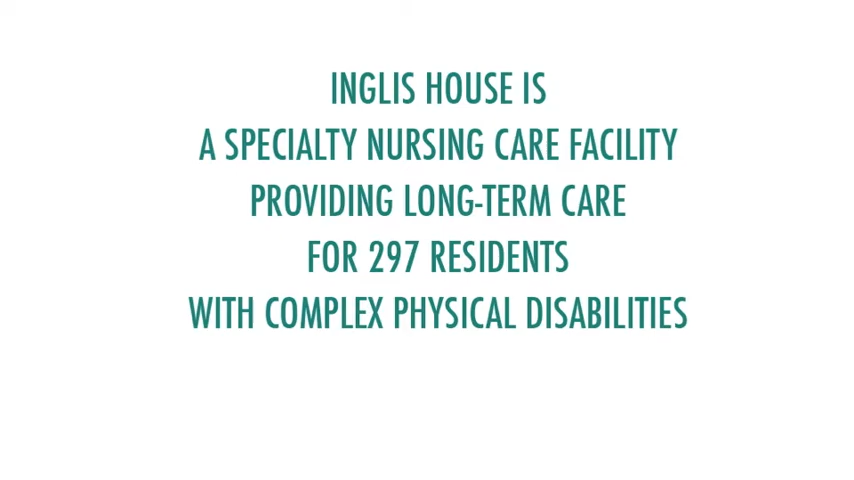 INGLIS HOUSE IS
A SPECIALTY NURSING CARE FACILITY
PROVIDING LONG-TERM CARE
FOR 297 RESIDENTS
WITH COMPLEX PHYSICAL DISABILITIES